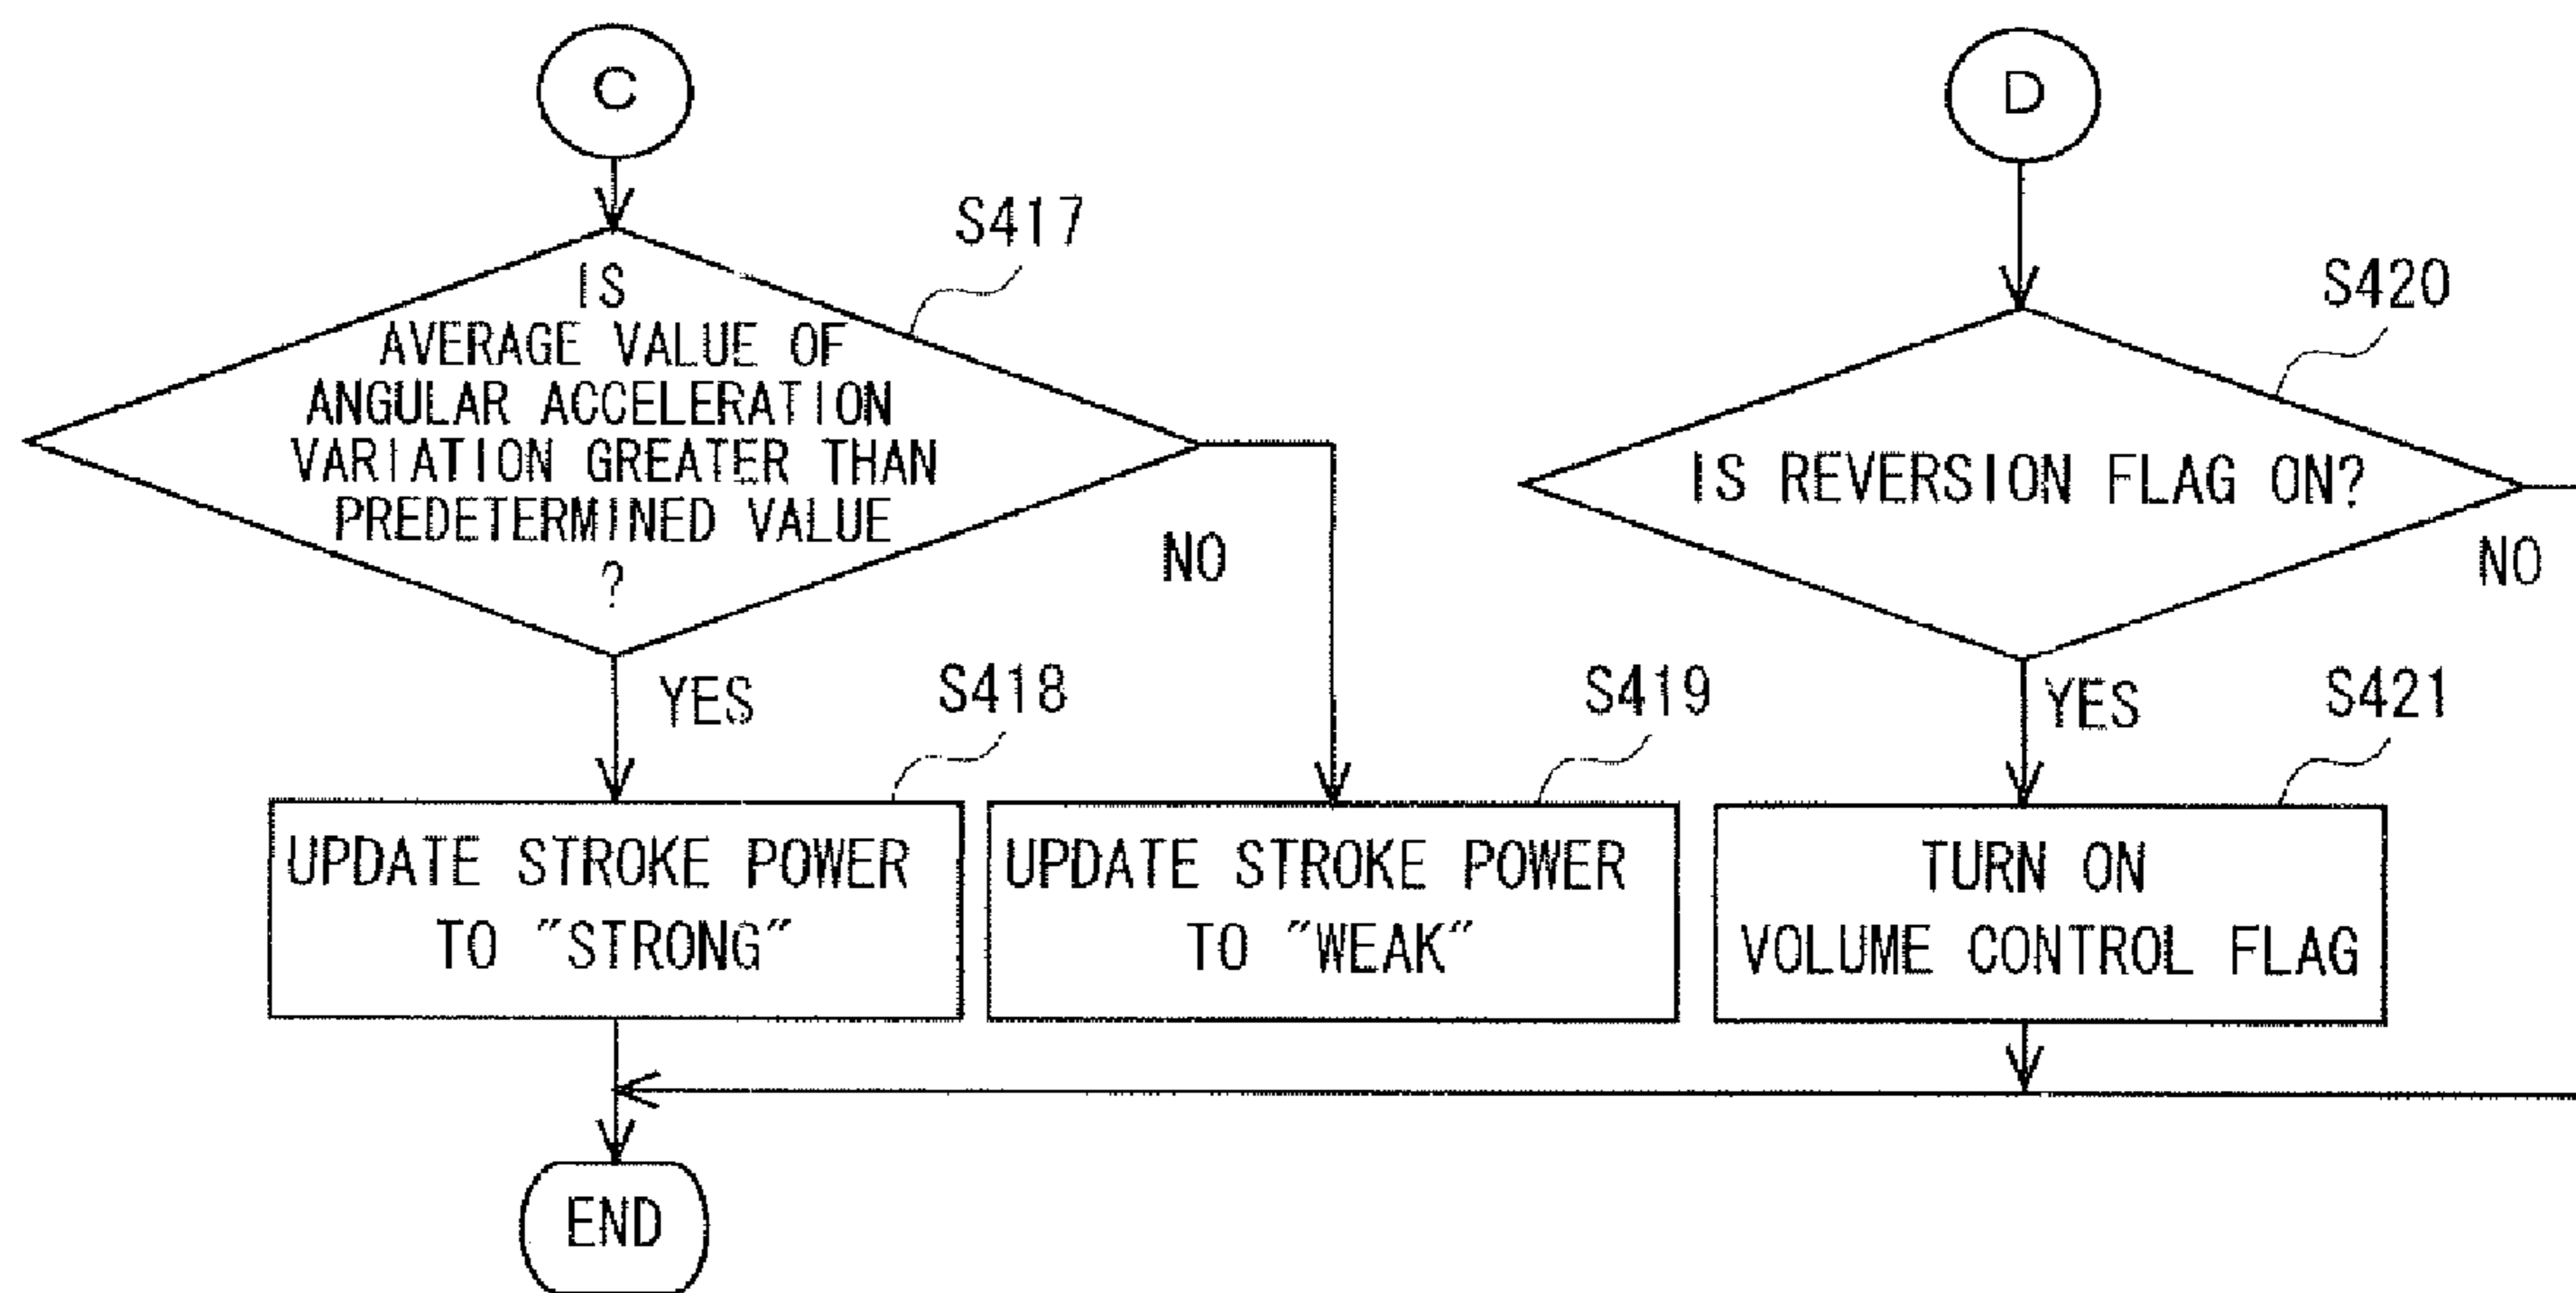 C
S417
IS
AVERAGE VALUE OF
ANGULAR ACCELERATION
VARIATION GREATER THAN
PREDETERMINED VALUE
?
NO
YES
S418
UPDATE STROKE POWER
TO "STRONG"
S419
UPDATE STROKE POWER
TO "WEAK"
END
D
S420
IS REVERSION FLAG ON?
NO
YES
S421
TURN ON
VOLUME CONTROL FLAG